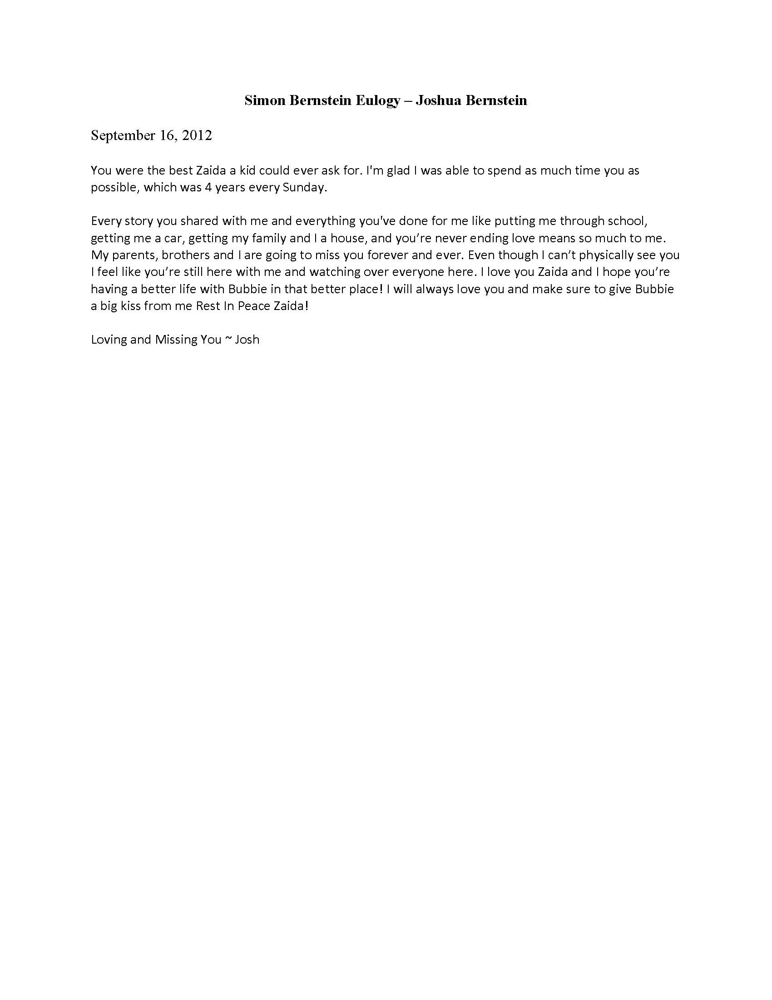 Simon Bernstein Eulogy – Joshua Bernstein
September 16, 2012
You were the best Zaida a kid could ever ask for. I'm glad I was able to spend as much time you as
possible, which was 4 years every Sunday.
Every story you shared with me and everything you've done for me like putting me through school,
getting me a car, getting my family and I a house, and you’re never ending love means so much to me.
My parents, brothers and I are going to miss you forever and ever. Even though I can’t physically see you
I feel like you’re still here with me and watching over everyone here. I love you Zaida and I hope you’re
having a better life with Bubbie in that better place! I will always love you and make sure to give Bubbie
a big kiss from me Rest In Peace Zaida!
Loving and Missing You ~ Josh